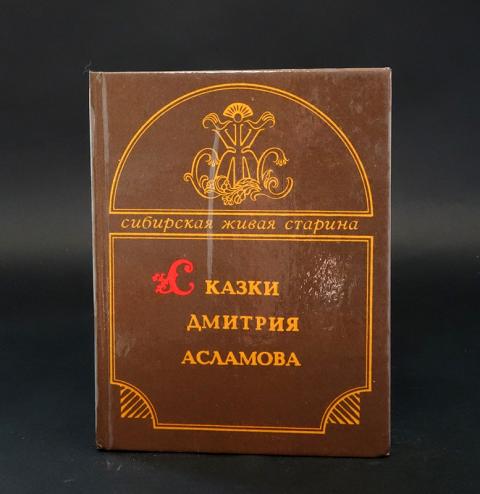 сибирская живая старина
Сказки
Дмитрия
Асламова